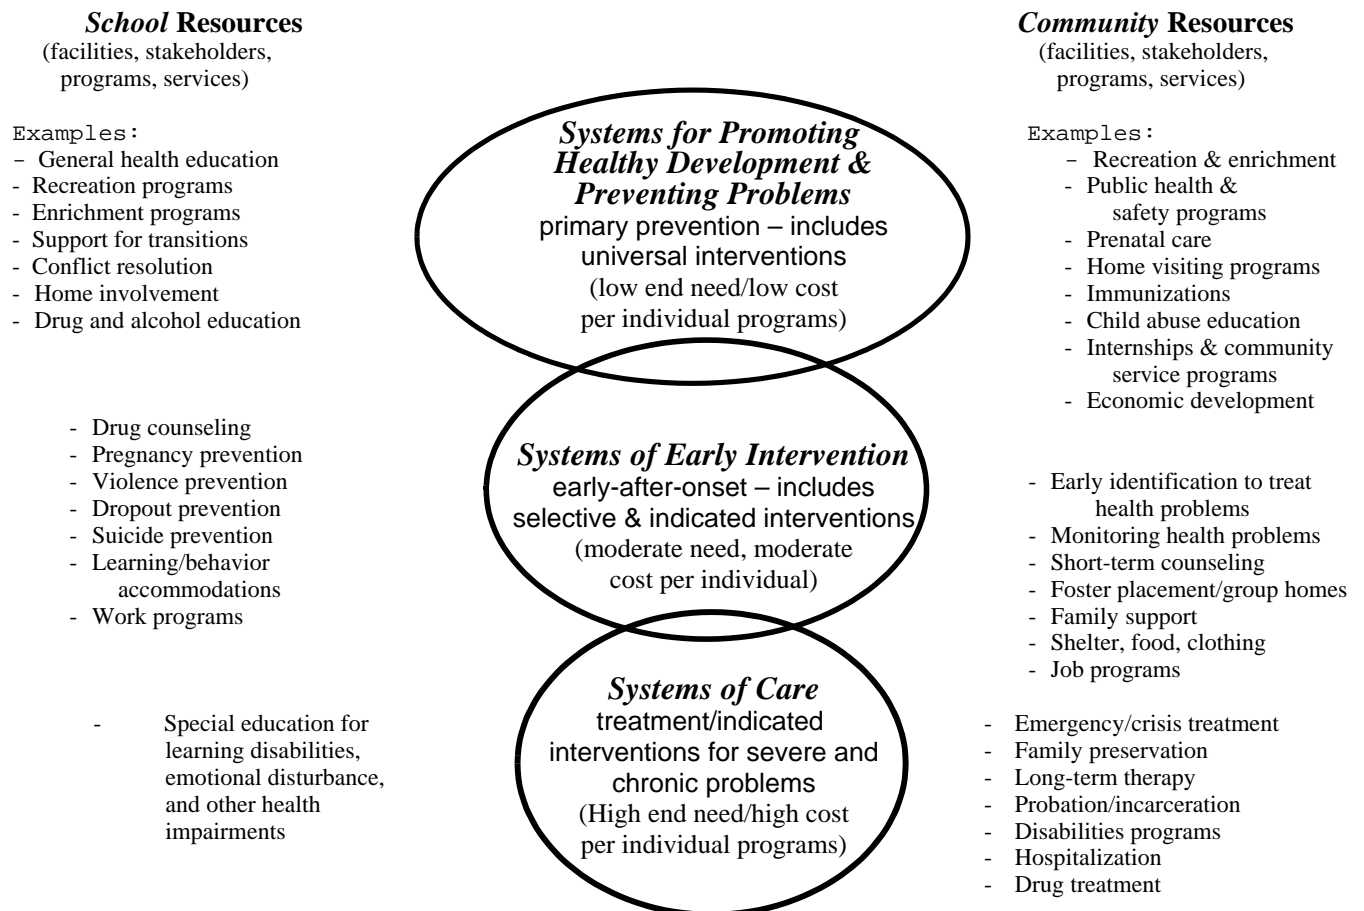 School Resources
(facilities, stakeholders,
programs, services)
Examples:
- General health education
- Recreation programs
- Enrichment programs
- Support for transitions
- Conflict resolution
- Home involvement
- Drug and alcohol education
- Drug counseling
- Pregnancy prevention
- Violence prevention
- Dropout prevention
- Suicide prevention
- Learning/behavior
accommodations
- Work programs
- Special education for
learning disabilities,
emotional disturbance,
and other health
impairments
Systems for Promoting
Healthy Development &
Preventing Problems
primary prevention – includes
universal interventions
(low end need/low cost
per individual programs)
Systems of Early Intervention
early-after-onset – includes
selective & indicated interventions
(moderate need, moderate
cost per individual)
Systems of Care
treatment/indicated
interventions for severe and
chronic problems
(High end need/high cost
per individual programs)
Community Resources
(facilities, stakeholders,
programs, services)
Examples:
- Recreation & enrichment
- Public health &
safety programs
- Prenatal care
- Home visiting programs
- Immunizations
- Child abuse education
- Internships & community
service programs
- Economic development
- Early identification to treat
health problems
- Monitoring health problems
- Short-term counseling
- Foster placement/group homes
- Family support
- Shelter, food, clothing
- Job programs
- Emergency/crisis treatment
- Family preservation
- Long-term therapy
- Probation/incarceration
- Disabilities programs
- Hospitalization
- Drug treatment